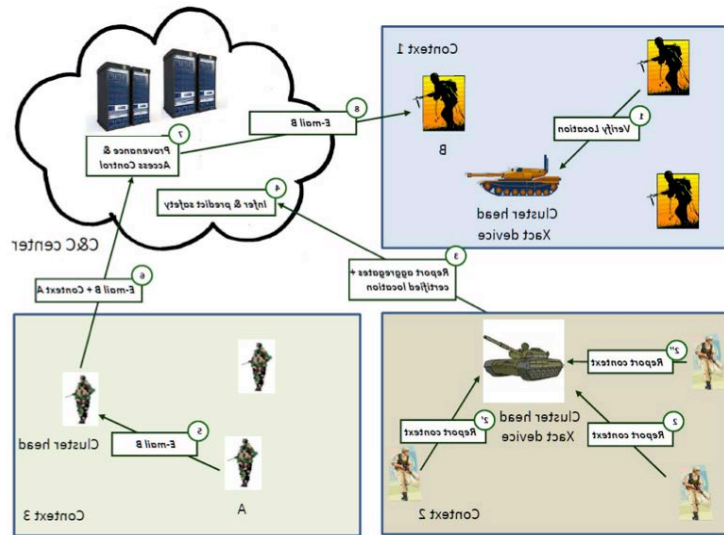 Context 1
8
E-mail B
7
Provenance &
Access Control
1
Verify Location
B
4
Infer & predict safety
Cluster head
Xact device
C&C center
3
Report aggregates +
certified location
6
E-mail B + Context A
2"
Report context
Cluster head
Xact device
2'
Report context
2
Report context
5
E-mail B
Cluster head
A
Context 3
Context 2